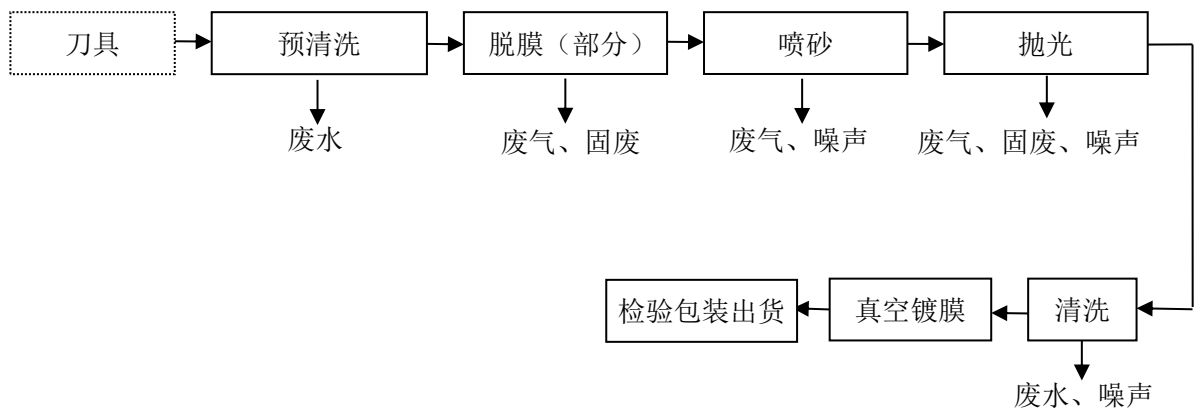 刀具
预清洗
脱膜（部分）
喷砂
抛光
废水
废气、固废
废气、噪声
废气、固废、噪声
检验包装出货
真空镀膜
清洗
废水、噪声